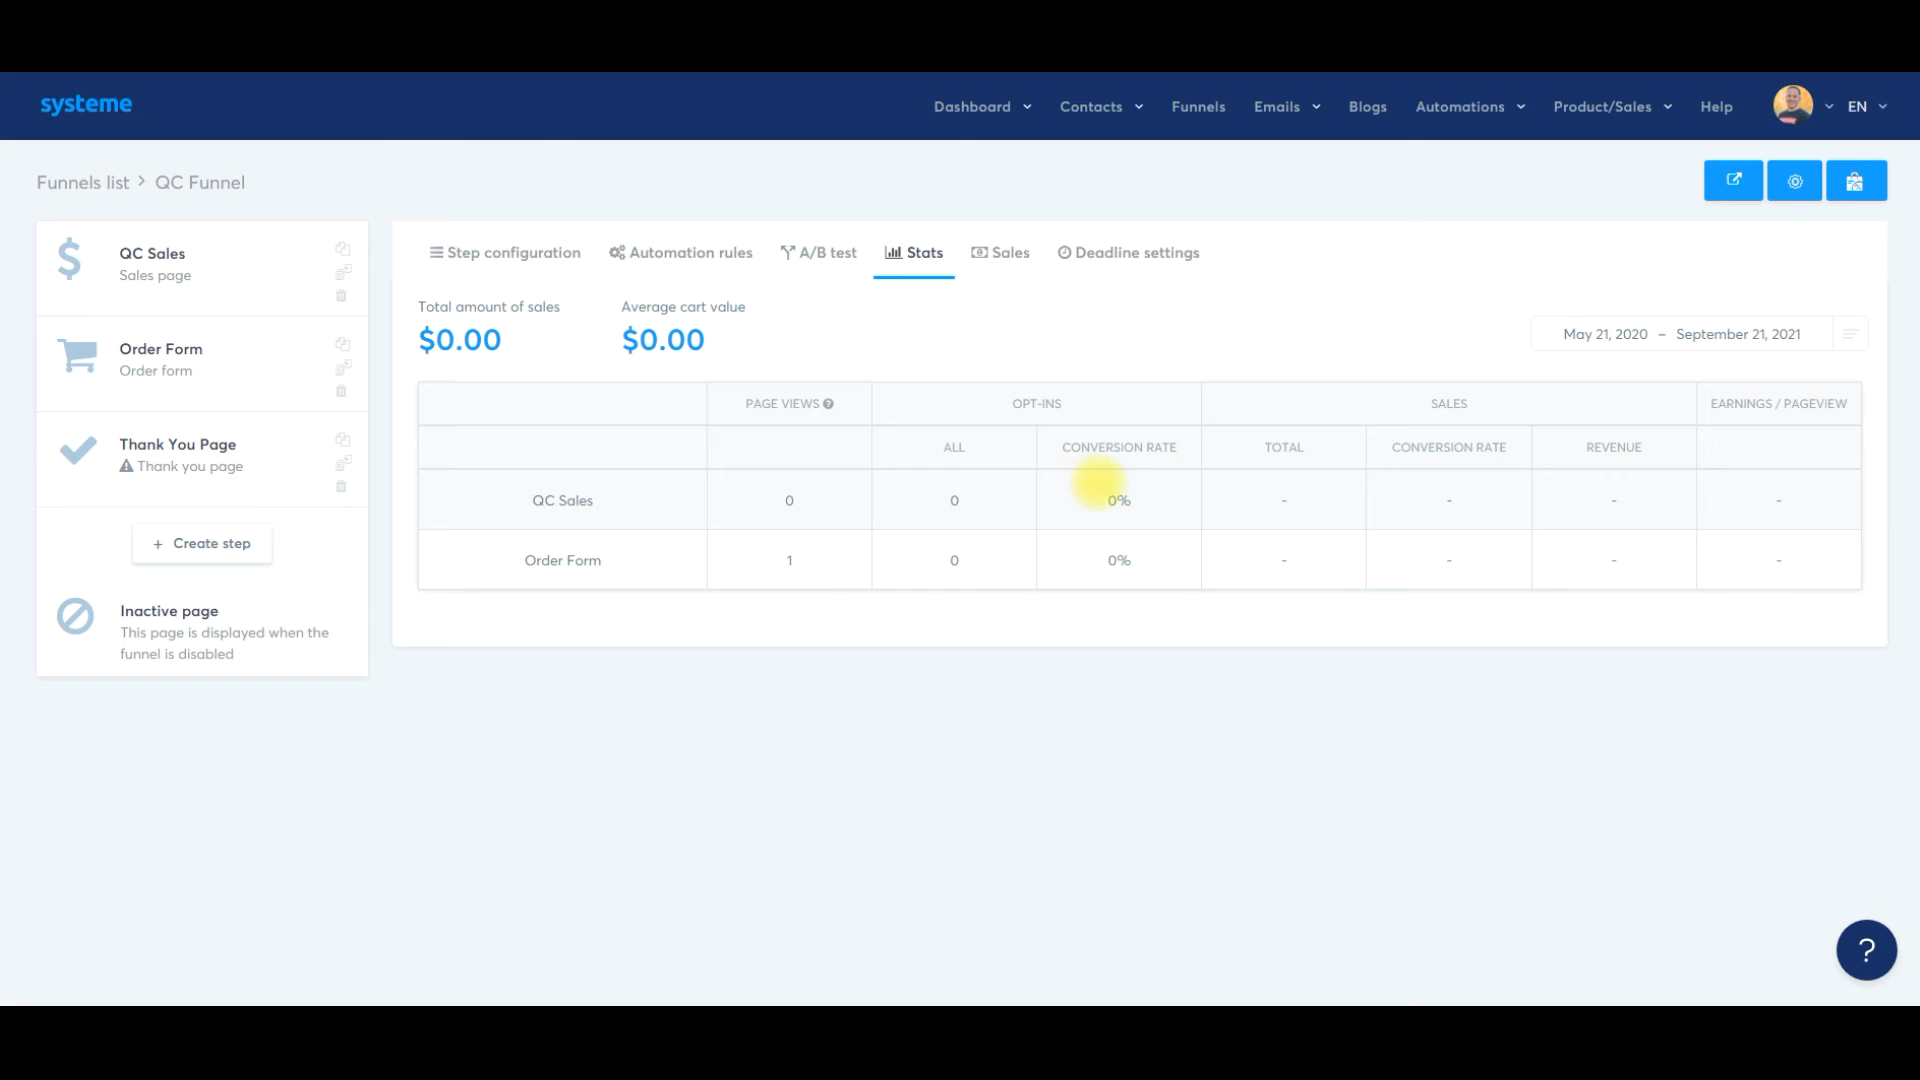 systeme
Dashboard Contacts Funnels Emails Blogs Automations Product/Sales Help EN
Funnels list > QC Funnel
QC Sales
Sales page
Order Form
Order form
Thank You Page
Thank you page
+ Create step
Inactive page
This page is displayed when the
funnel is disabled
Step configuration Automation rules A/B test Stats Sales Deadline settings
Total amount of sales Average cart value
$0.00 $0.00
May 21, 2020 – September 21, 2021
PAGE VIEWS OPT-INS SALES EARNINGS / PAGEVIEW
ALL CONVERSION RATE TOTAL CONVERSION RATE REVENUE
QC Sales 0 0 0% - - - -
Order Form 1 0 0% - - - -
?